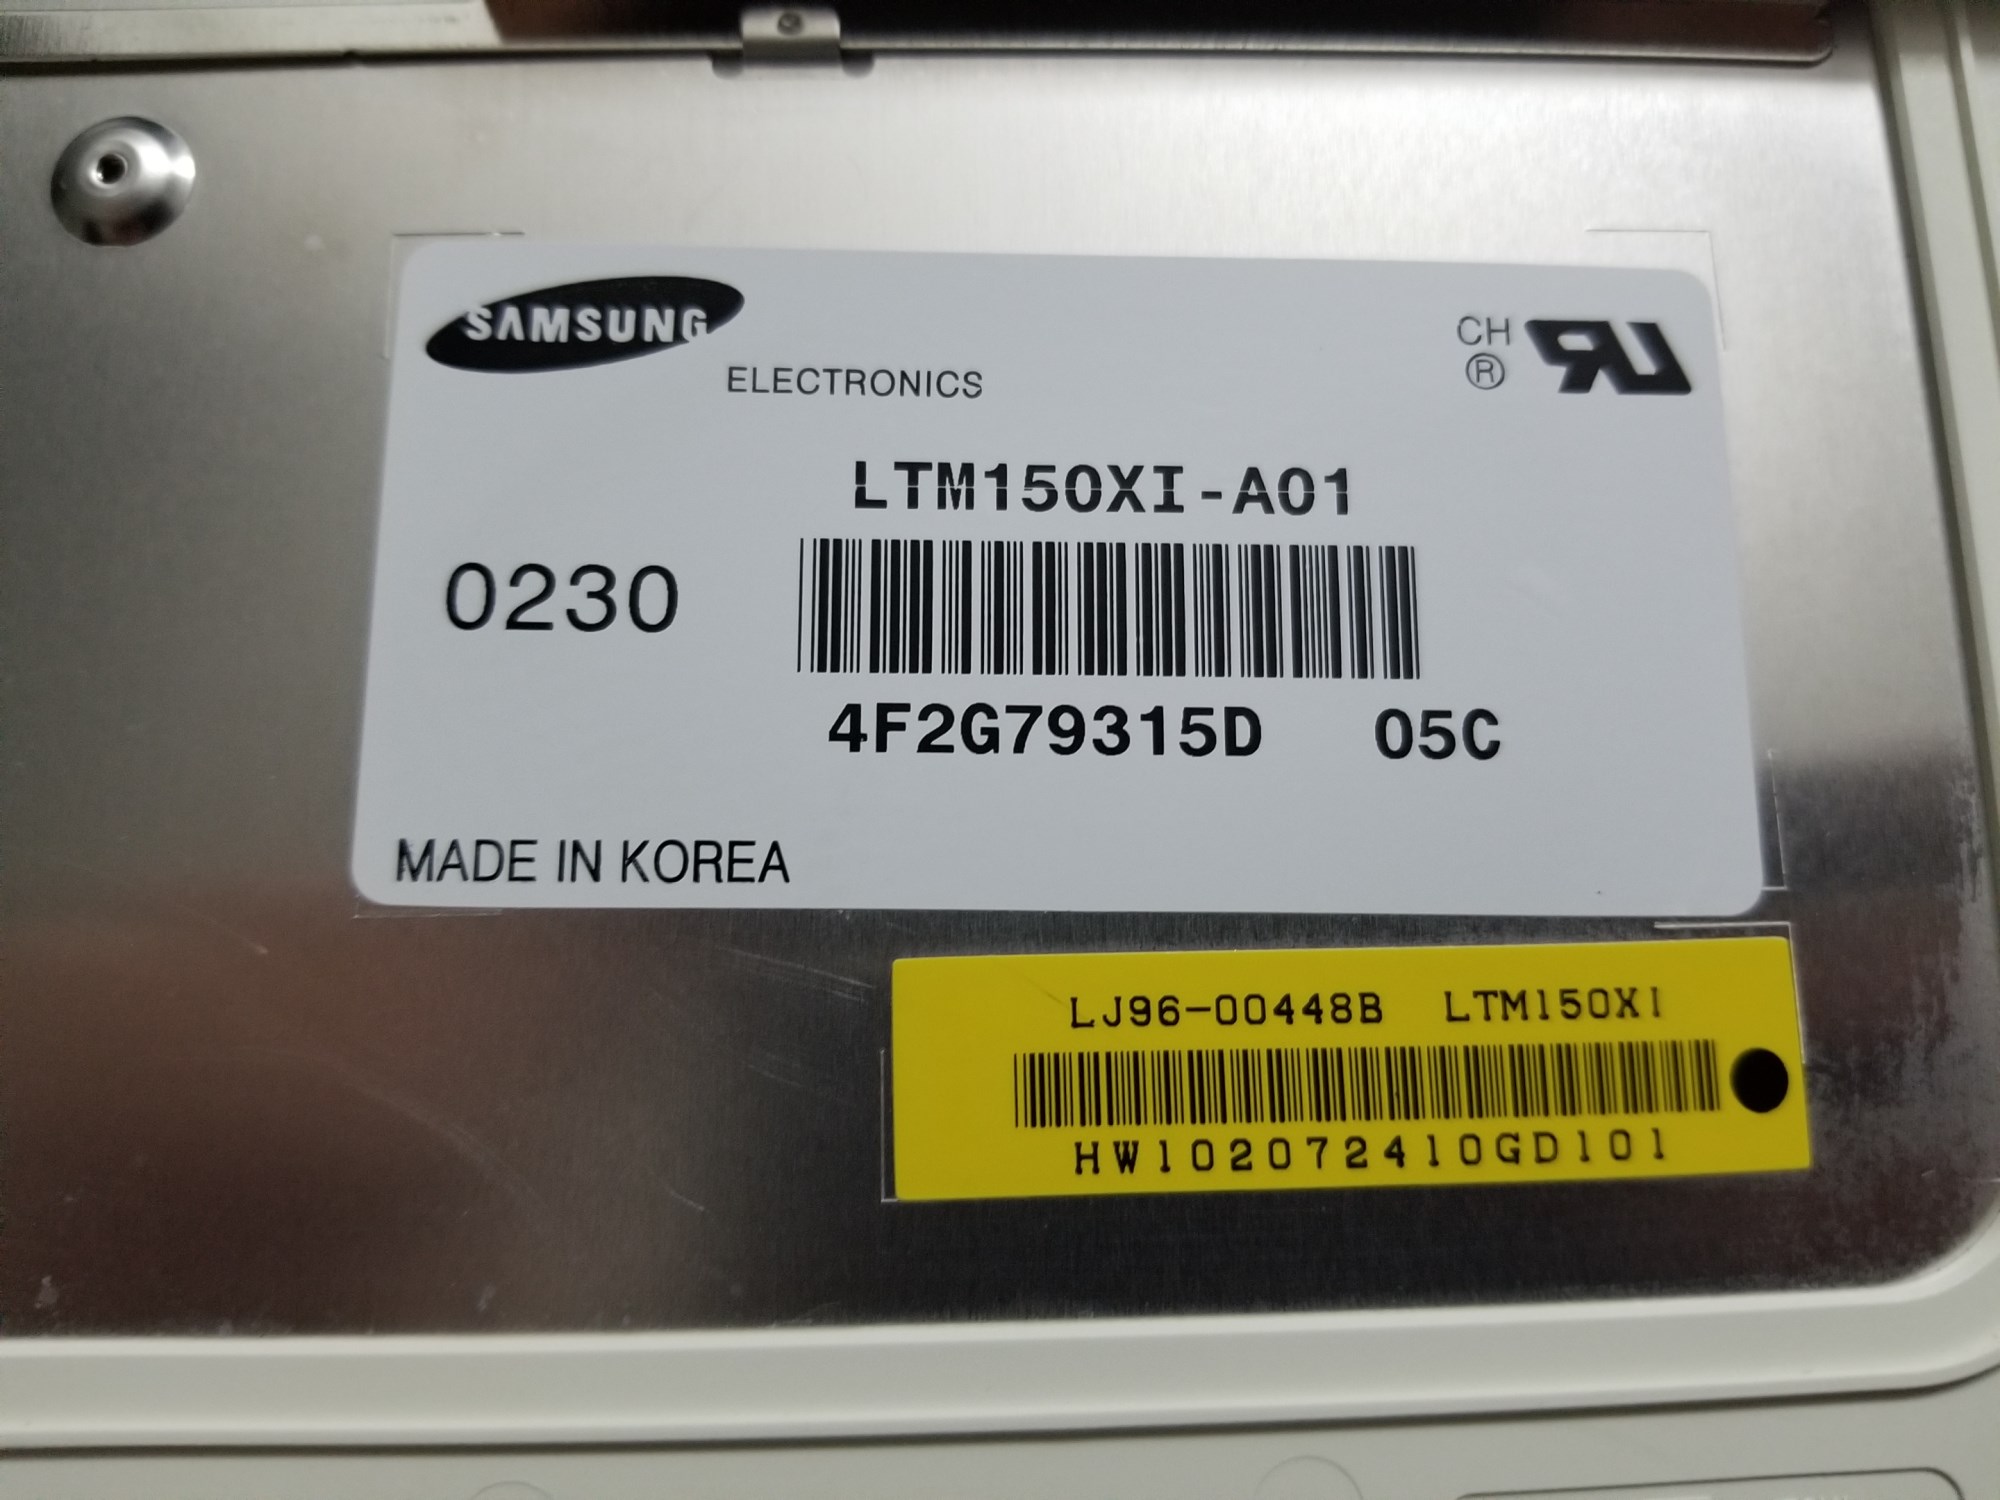 SAMSUNG
ELECTRONICS
CH
®
LTM150XI-A01
0230
4F2G79315D 05C
MADE IN KOREA
LJ96-00448B LTM150XI
HW102072410GD101